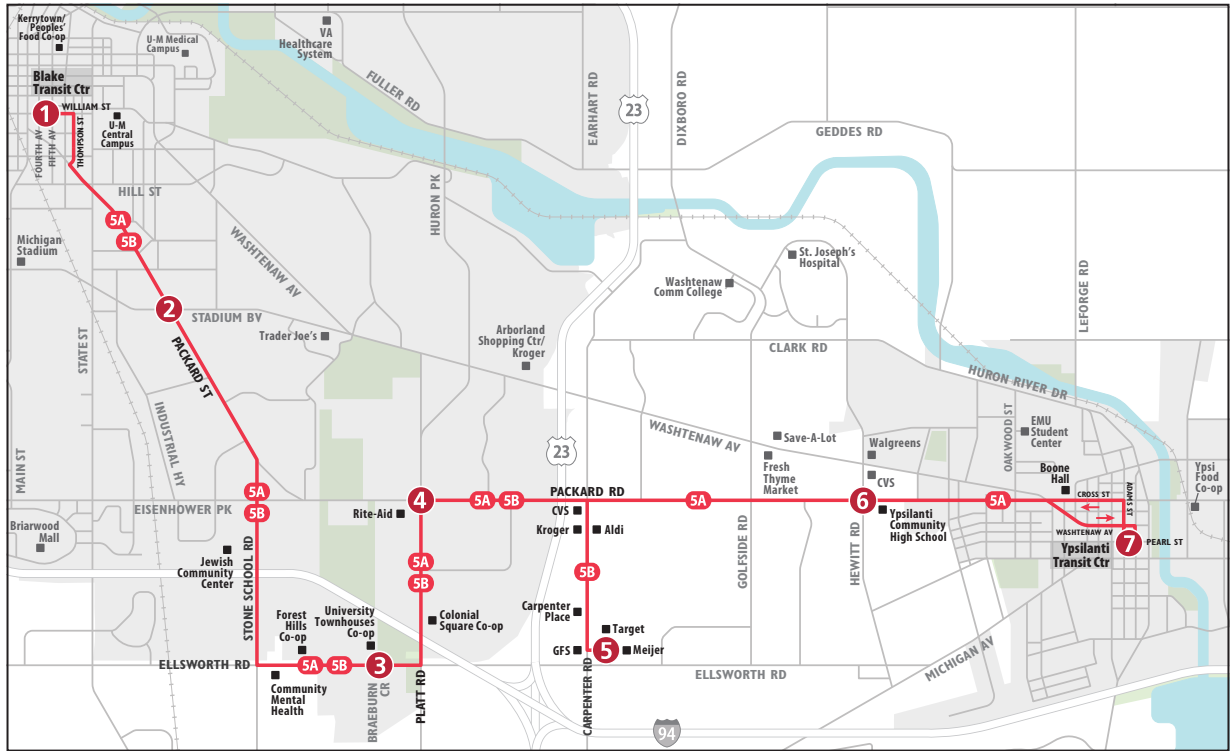 Kerrytown/
Peoples'
Food Co-op
U-M Medical
Campus
VA
Healthcare
System
Blake
Transit Ctr
1
WILLIAM ST
THOMPSON ST
FOURTH AV
FIFTH AV
U-M
Central
Campus
FULLER RD
EARHART RD
23
DIXBORO RD
GEDDES RD
HILL ST
5A
5B
HURON PK
WASHTENAW AV
Michigan
Stadium
St. Joseph's
Hospital
Washtenaw
Comm College
LEFORGE RD
2
STADIUM BV
STATE ST
PACKARD ST
Trader Joe's
Arborland
Shopping Ctr/
Kroger
CLARK RD
HURON RIVER DR
INDUSTRIAL HY
MAIN ST
WASHTENAW AV
23
Save-A-Lot
Fresh
Thyme
Market
Walgreens
CVS
OAKWOOD ST
EMU
Student
Center
Boone
Hall
Ypsi
Food
Co-op
5A
5B
EISENHOWER PK
4
Rite-Aid
5A
5B
PACKARD RD
5A
6
5A
CROSS ST
ADAMS ST
WASHTENAW AV
7
PEARL ST
Ypsilanti
Transit Ctr
Ypsilanti
Community
High School
CVS
Kroger
Aldi
Briarwood
Mall
Jewish
Community
Center
STONE SCHOOL RD
5A
5B
5B
GOLFSIDE RD
HEWITT RD
Forest
Hills
Co-op
University
Townhouses
Co-op
Colonial
Square Co-op
Carpenter
Place
Target
GFS
5
Meijer
ELLSWORTH RD
5A
5B
3
ELLSWORTH RD
MICHIGAN AV
Community
Mental
Health
BRAEBURN
CR
PLATT RD
CARPENTER RD
94